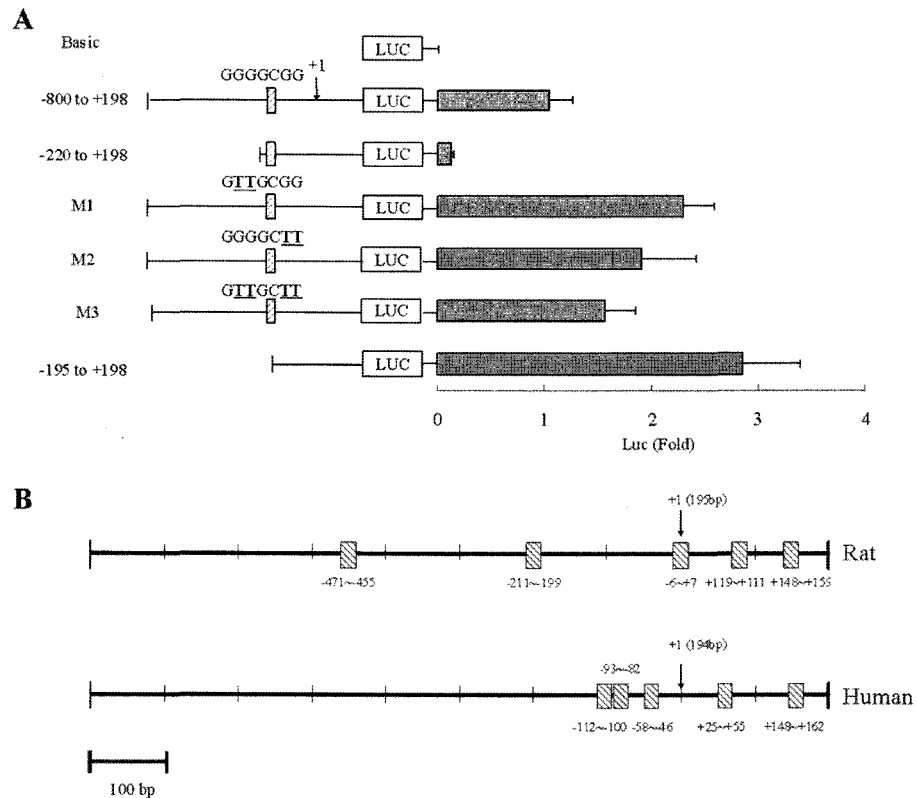 A
Basic
LUC
GGGGCGG
+1
-800 to +198
LUC
-220 to +198
LUC
GTTGCGG
M1
LUC
GGGGCTT
M2
LUC
GTTGCTT
M3
LUC
-195 to +198
LUC
0 1 2 3 4
Luc (Fold)
B
+1 (195bp)
Rat
-471~-455 -211~-199 -6~+7 +119~+111 +148~+159
+1 (194bp)
-93~-82
Human
-112~-100 -58~-46 +25~+55 +148~+162
100 bp